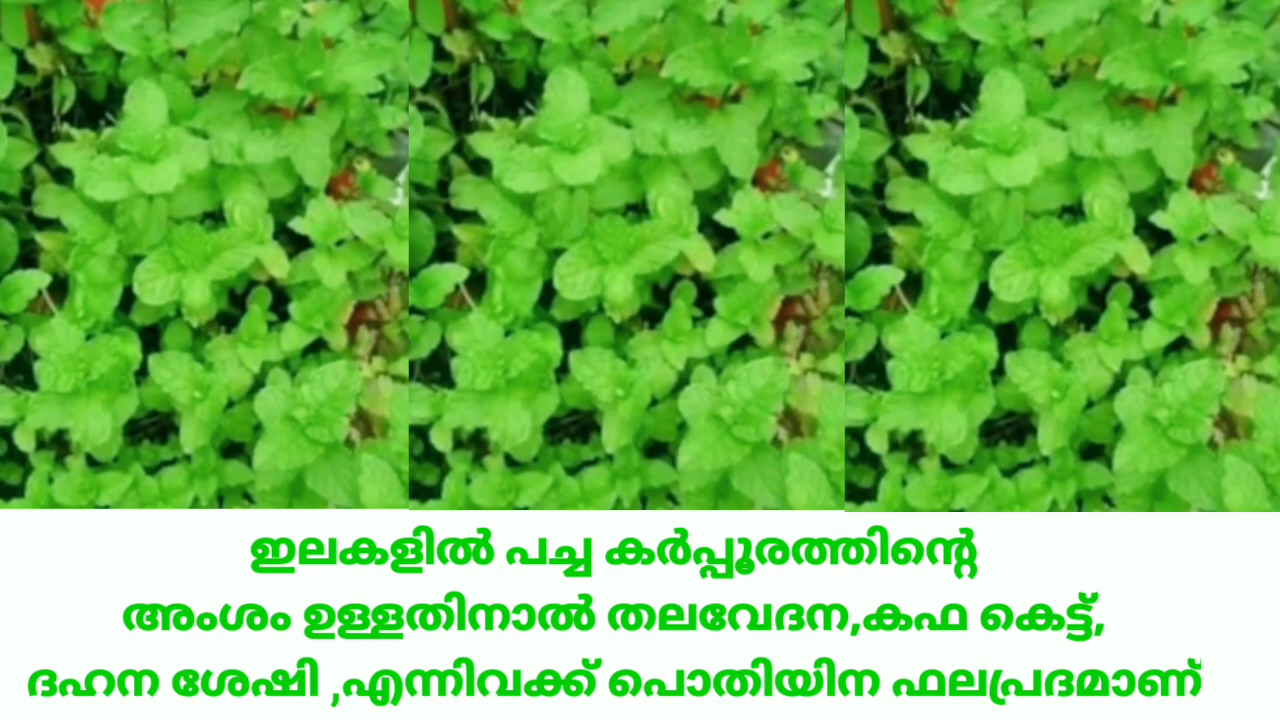 ഇലകളിൽ പച്ച കർപ്പൂരത്തിന്റെ
അംശം ഉള്ളതിനാൽ തലവേദന,കഫ കെട്ട്,
ദഹന ശേഷി ,എന്നിവക്ക് പൊതിയിന ഫലപ്രദമാണ്